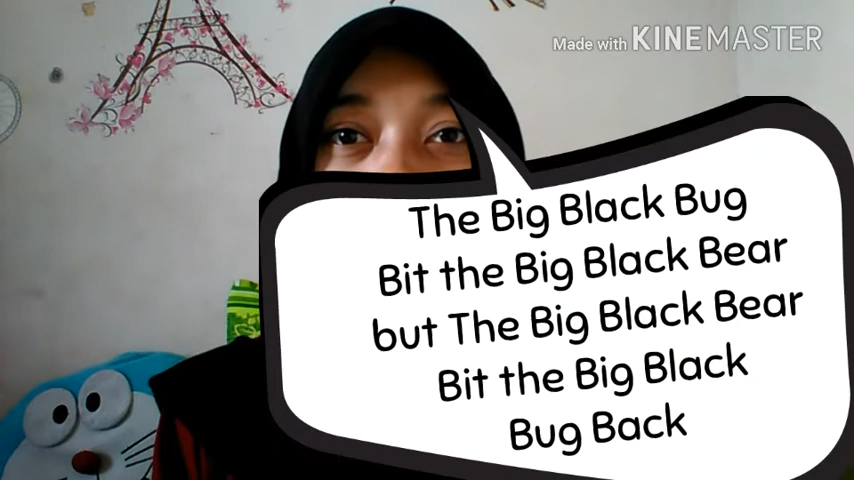 Made with KINEMASTER
The Big Black Bug
Bit the Big Black Bear
but The Big Black Bear
Bit the Big Black
Bug Back